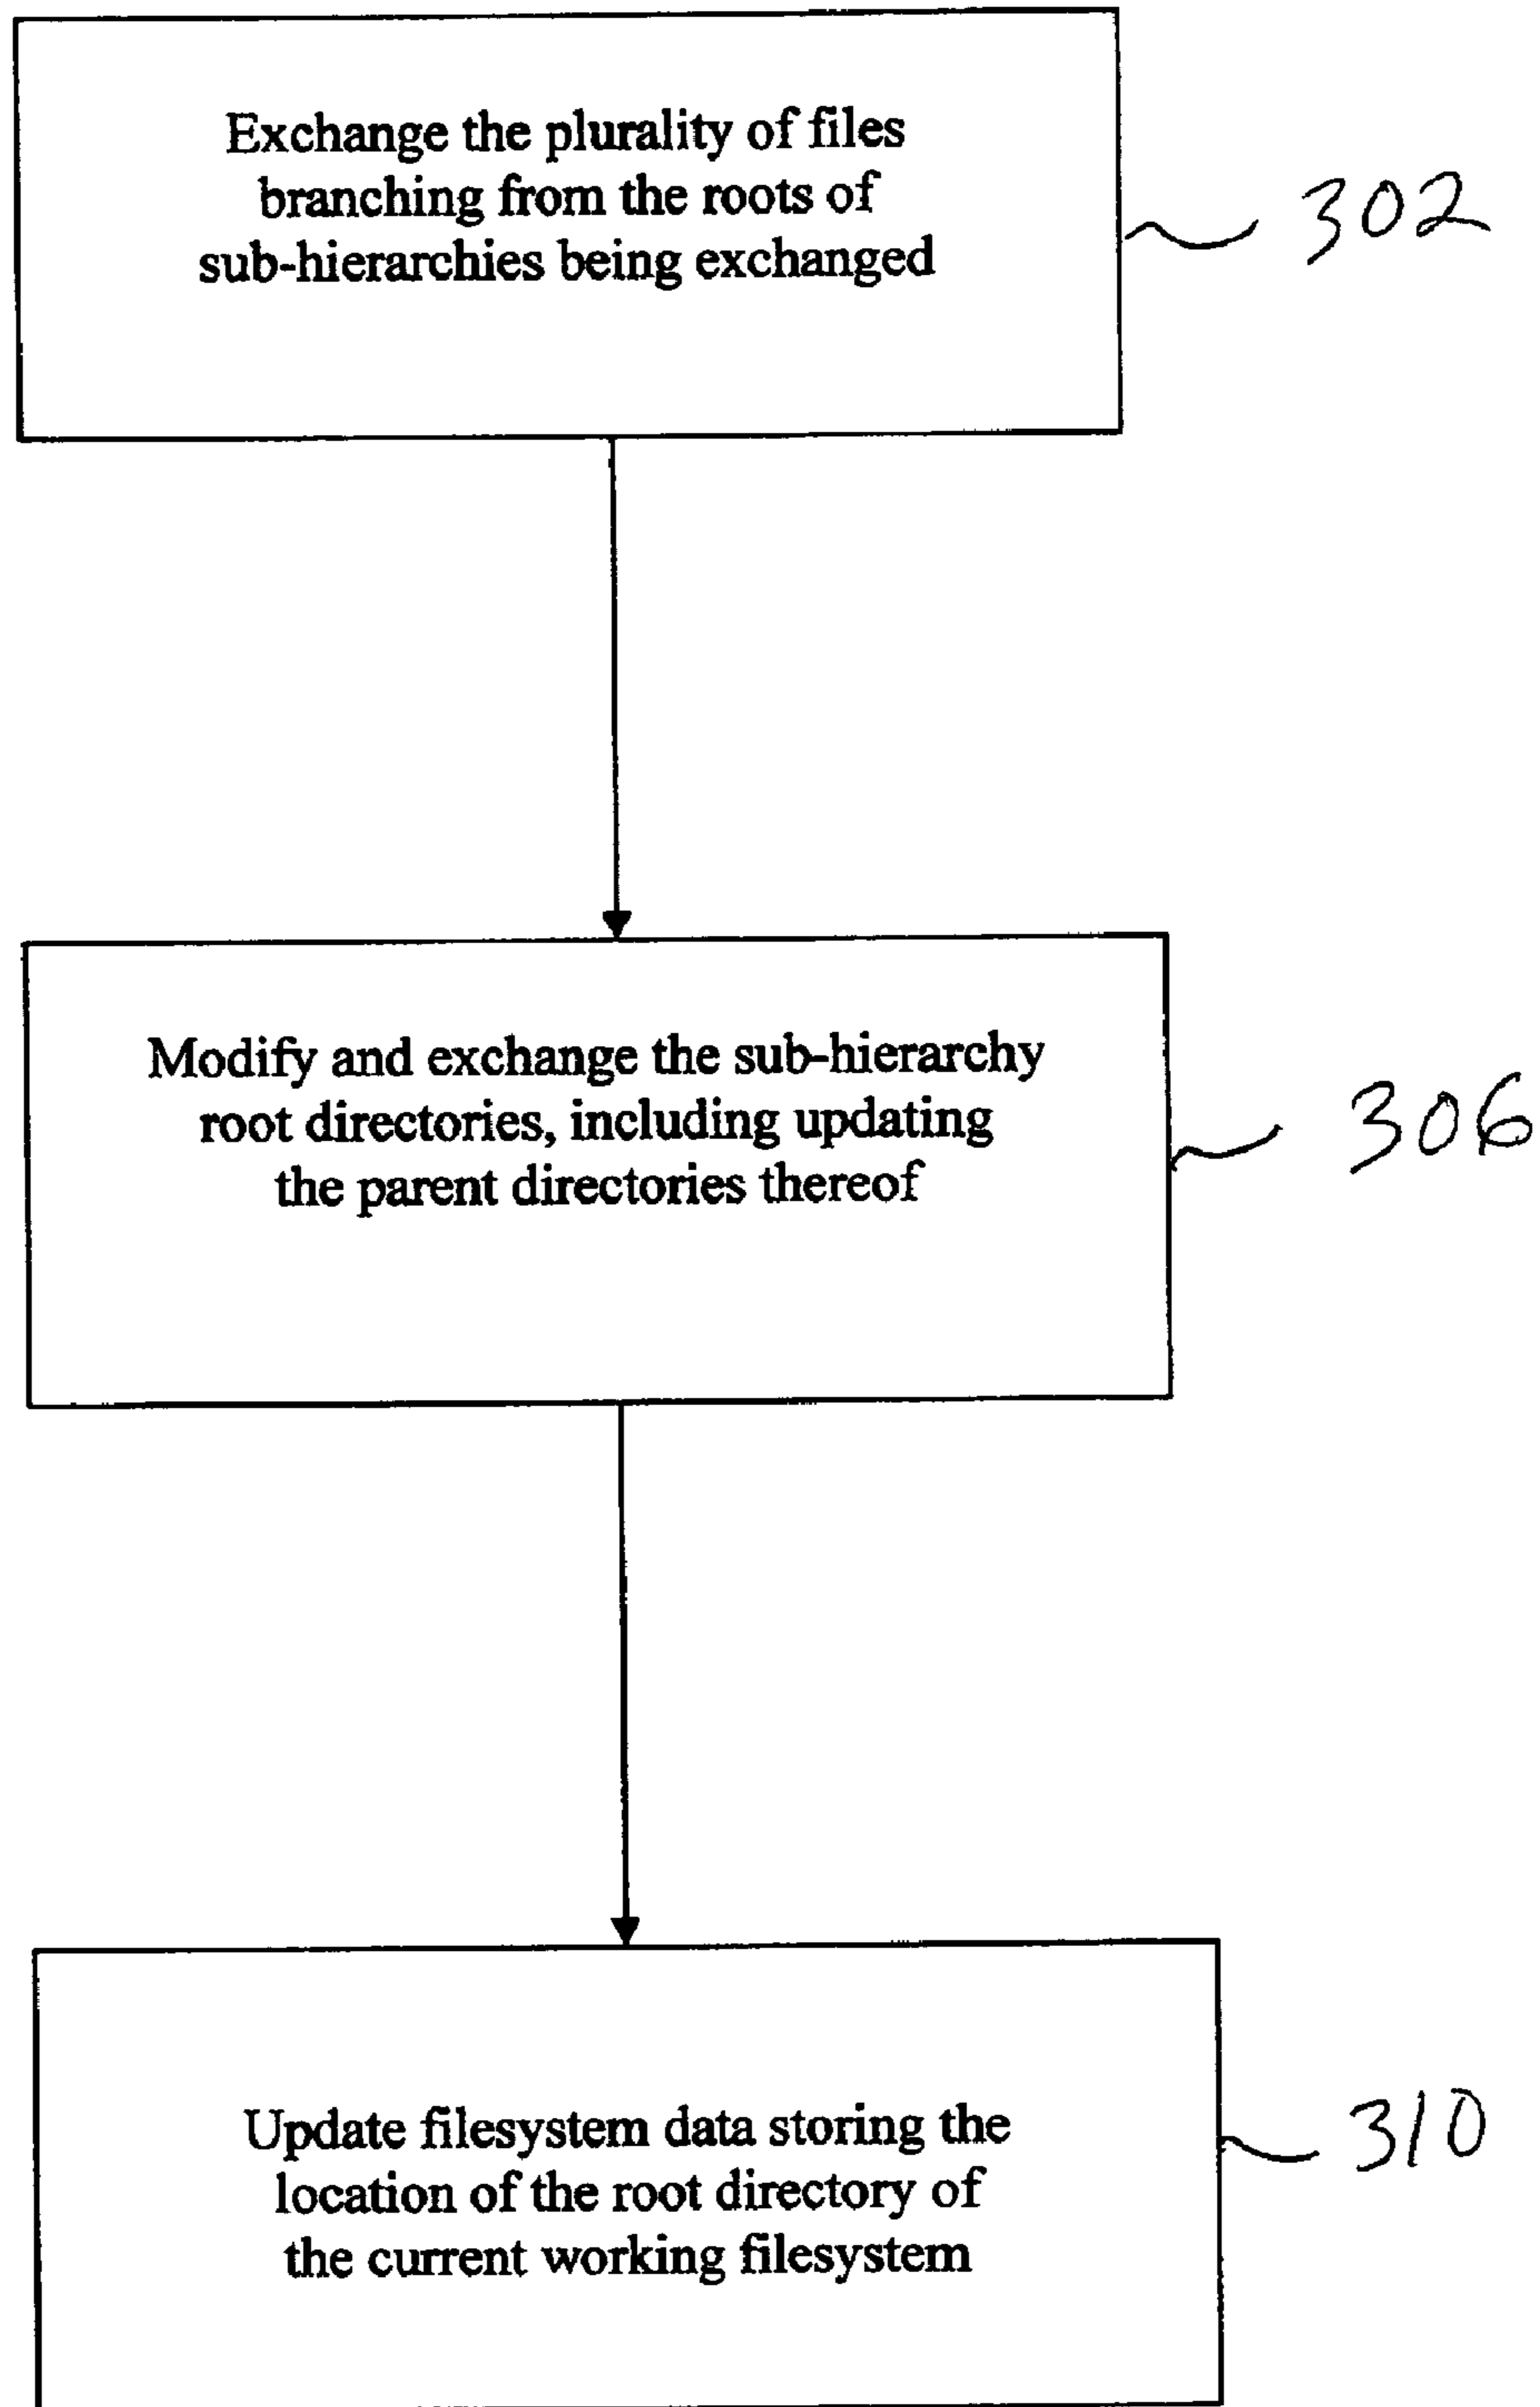 Exchange the plurality of files
branching from the roots of
sub-hierarchies being exchanged
302
Modify and exchange the sub-hierarchy
root directories, including updating
the parent directories thereof
306
Update filesystem data storing the
location of the root directory of
the current working filesystem
310